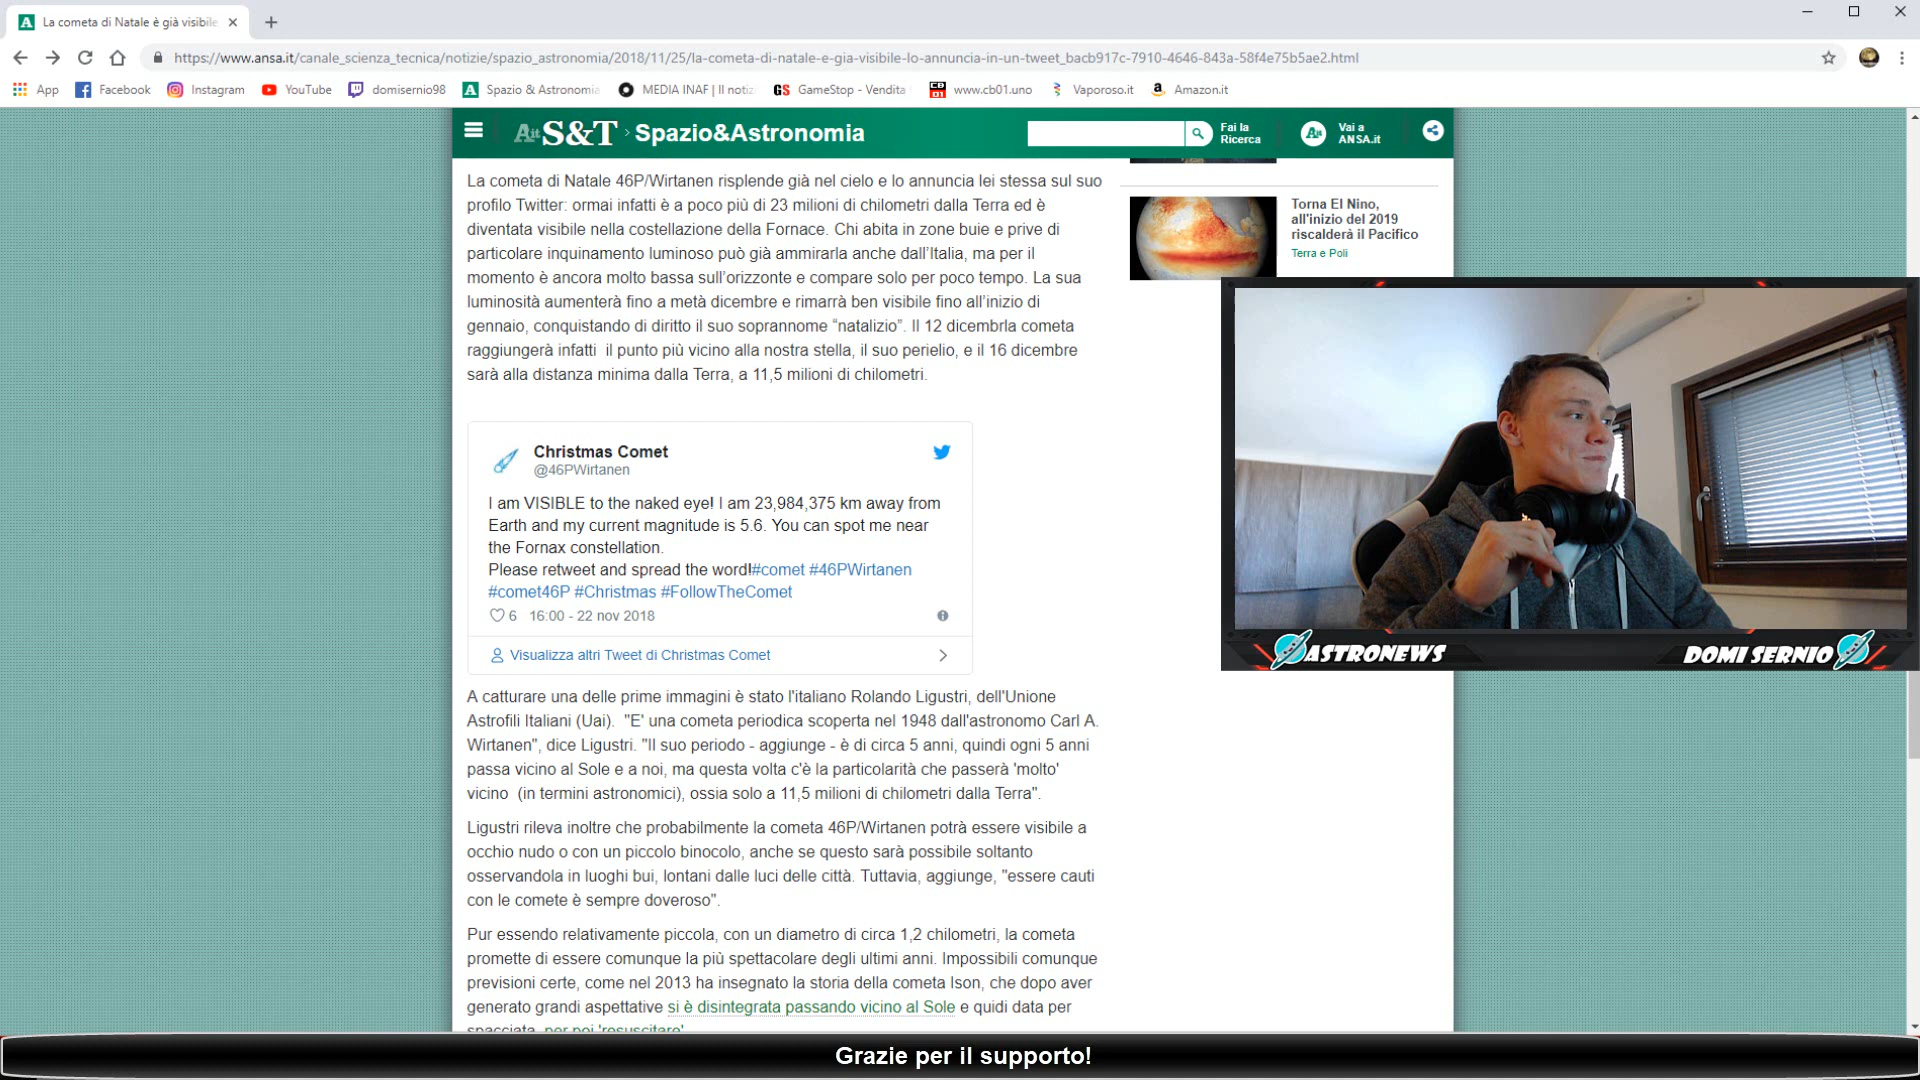 La cometa di Natale è già visibile
https://www.ansa.it/canale_scienza_tecnica/notizie/spazio_astronomia/2018/11/25/la-cometa-di-natale-e-gia-visibile-lo-annuncia-in-un-tweet_bacb917c-7910-4646-843a-58f4e75b5ae2.html
App Facebook Instagram YouTube domisernio98 Spazio & Astronomia MEDIA INAF | Il notiz GameStop - Vendita www.cb01.uno Vaporoso.it Amazon.it
A.it S&T > Spazio&Astronomia
Fai la
Ricerca
Vai a
ANSA.it
La cometa di Natale 46P/Wirtanen risplende già nel cielo e lo annuncia lei stessa sul suo
profilo Twitter: ormai infatti è a poco più di 23 milioni di chilometri dalla Terra ed è
diventata visibile nella costellazione della Fornace. Chi abita in zone buie e prive di
particolare inquinamento luminoso può già ammirarla anche dall’Italia, ma per il
momento è ancora molto bassa sull’orizzonte e compare solo per poco tempo. La sua
luminosità aumenterà fino a metà dicembre e rimarrà ben visibile fino all’inizio di
gennaio, conquistando di diritto il suo soprannome “natalizio”. Il 12 dicembrla cometa
raggiungerà infatti  il punto più vicino alla nostra stella, il suo perielio, e il 16 dicembre
sarà alla distanza minima dalla Terra, a 11,5 milioni di chilometri.
Torna El Nino,
all'inizio del 2019
riscalderà il Pacifico
Terra e Poli
Christmas Comet
@46PWirtanen
I am VISIBLE to the naked eye! I am 23,984,375 km away from
Earth and my current magnitude is 5.6. You can spot me near
the Fornax constellation.
Please retweet and spread the word!#comet #46PWirtanen
#comet46P #Christmas #FollowTheComet
6 16:00 - 22 nov 2018
Visualizza altri Tweet di Christmas Comet
A catturare una delle prime immagini è stato l'italiano Rolando Ligustri, dell'Unione
Astrofili Italiani (Uai).  "E' una cometa periodica scoperta nel 1948 dall'astronomo Carl A.
Wirtanen", dice Ligustri. "Il suo periodo - aggiunge - è di circa 5 anni, quindi ogni 5 anni
passa vicino al Sole e a noi, ma questa volta c'è la particolarità che passerà 'molto'
vicino  (in termini astronomici), ossia solo a 11,5 milioni di chilometri dalla Terra".
Ligustri rileva inoltre che probabilmente la cometa 46P/Wirtanen potrà essere visibile a
occhio nudo o con un piccolo binocolo, anche se questo sarà possibile soltanto
osservandola in luoghi bui, lontani dalle luci delle città. Tuttavia, aggiunge, "essere cauti
con le comete è sempre doveroso".
Pur essendo relativamente piccola, con un diametro di circa 1,2 chilometri, la cometa
promette di essere comunque la più spettacolare degli ultimi anni. Impossibili comunque
previsioni certe, come nel 2013 ha insegnato la storia della cometa Ison, che dopo aver
generato grandi aspettative si è disintegrata passando vicino al Sole e quidi data per
spacciata, per poi 'resuscitare'.
ASTRONEWS
DOMI SERNIO
Grazie per il supporto!